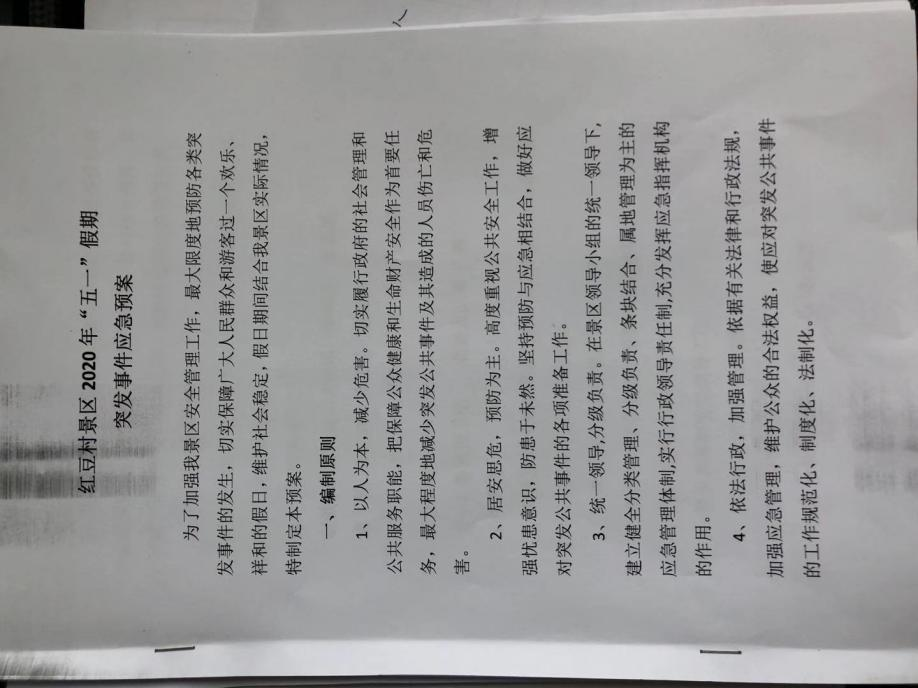 红豆村景区 2020 年“五一”假期
突发事件应急预案
为了加强我景区安全管理工作，最大限度地预防各类突
发事件的发生，切实保障广大人民群众和游客过一个欢乐、
祥和的假日，维护社会稳定，假日期间结合我景区实际情况，
特制定本预案。
一、编制原则
1、以人为本，减少危害。切实履行政府的社会管理和
公共服务职能，把保障公众健康和生命财产安全作为首要任
务，最大程度地减少突发公共事件及其造成的人员伤亡和危
害。
2、居安思危，预防为主。高度重视公共安全工作，增
强忧患意识，防患于未然。坚持预防与应急相结合，做好应
对突发公共事件的各项准备工作。
3、统一领导,分级负责。在景区领导小组的统一领导下,
建立健全分类管理、分级负责、条块结合、属地管理为主的
应急管理体制,实行行政领导责任制,充分发挥应急指挥机构
的作用。
4、依法行政，加强管理。依据有关法律和行政法规，
加强应急管理，维护公众的合法权益，使应对突发公共事件
的工作规范化、制度化、法制化。